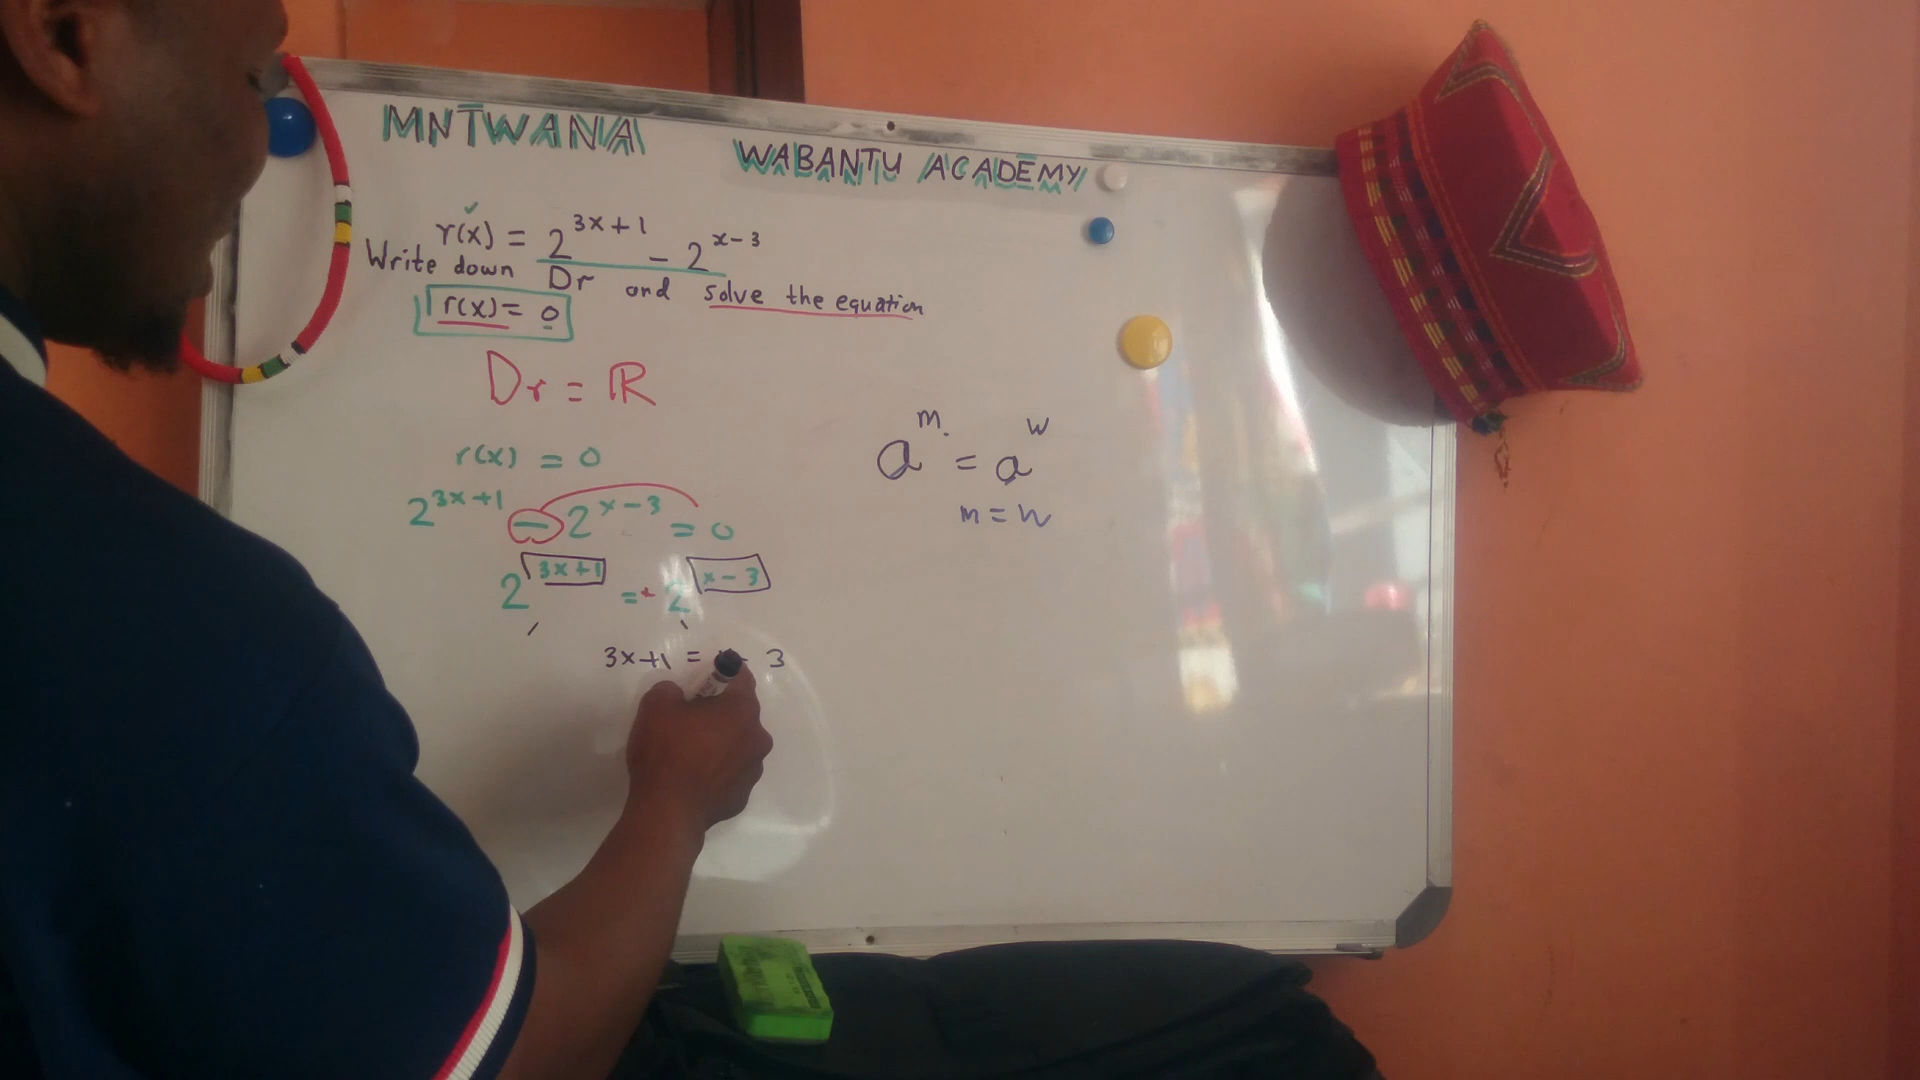 MNTWANA
WABANTU ACADEMY
r(x) = 2^{3x+1} - 2^{x-3}
Write down Dr and solve the equation
r(x) = 0
Dr = ℝ
r(x) = 0
2^{3x+1} - 2^{x-3} = 0
2^{3x+1} = + 2^{x-3}
3x+1 = 3
a^m. = a^w
m = n